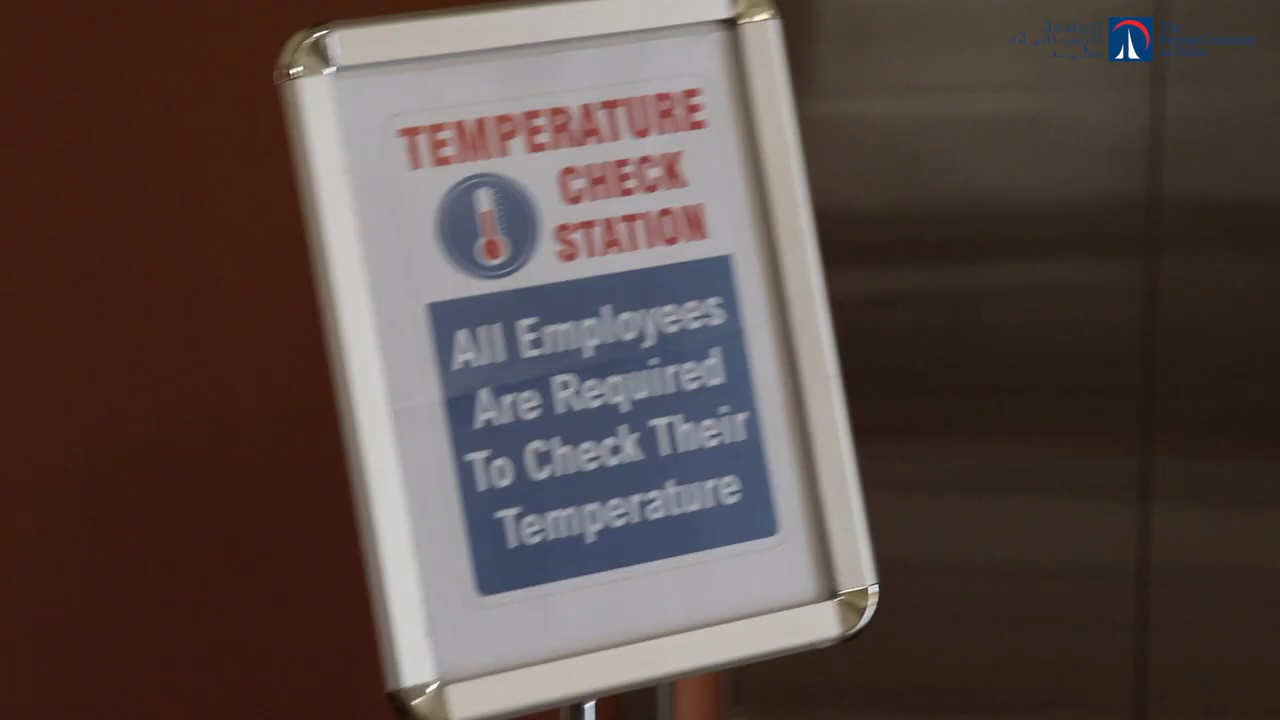 TEMPERATURE
CHECK
STATION
All Employees
Are Required
To Check Their
Temperature